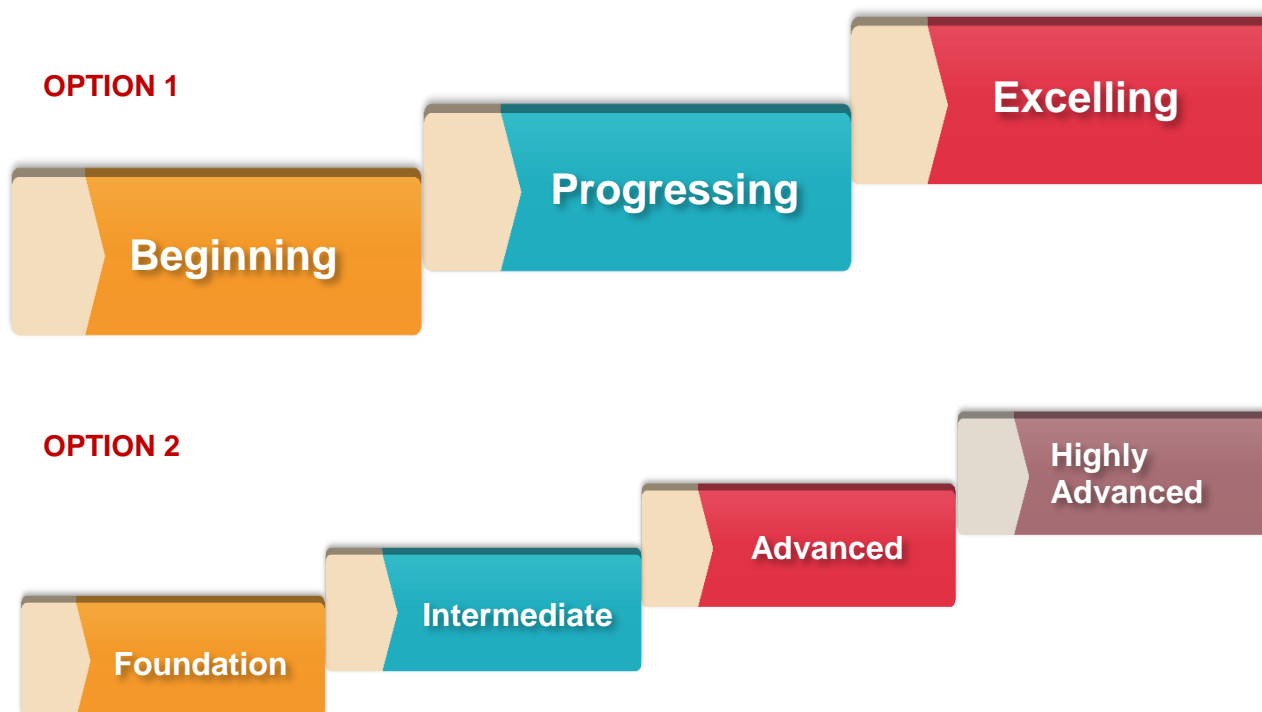 OPTION 1
Beginning
Progressing
Excelling
OPTION 2
Foundation
Intermediate
Advanced
Highly
Advanced